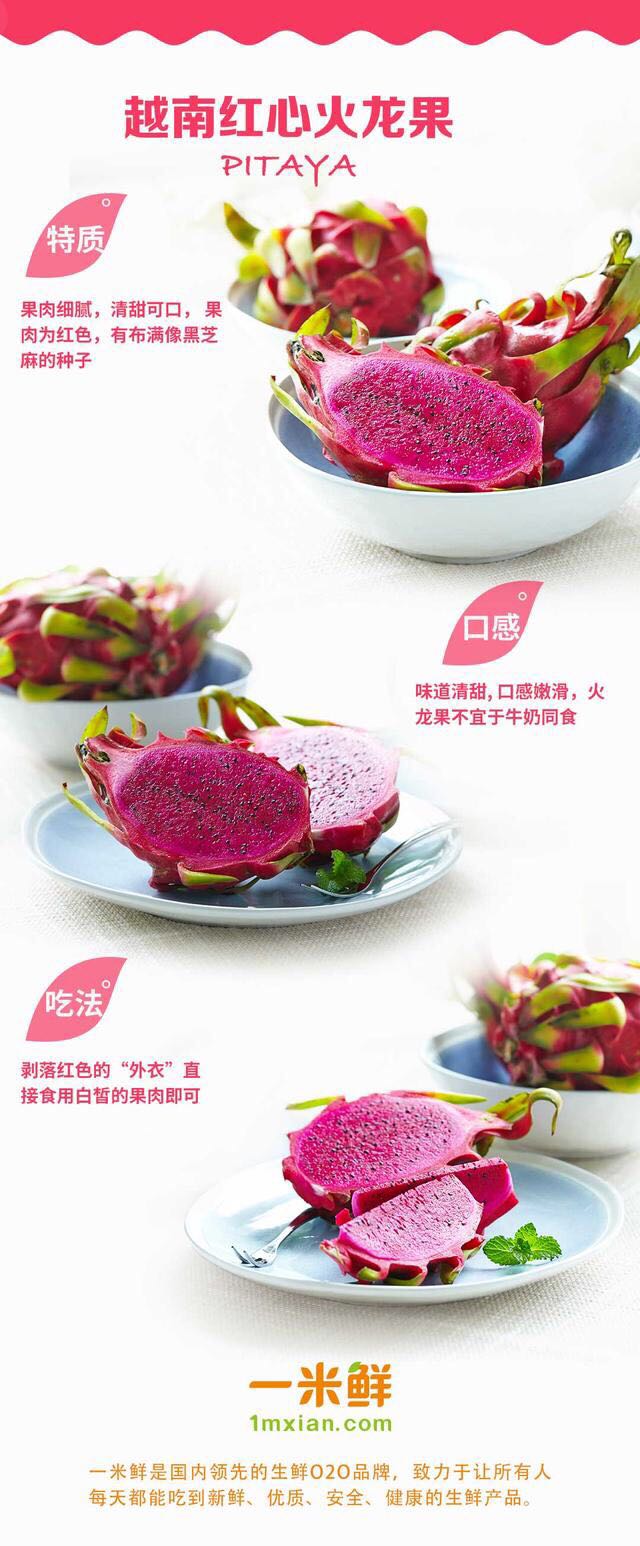 越南红心火龙果
PITAYA
特质
果肉细腻，清甜可口，果
肉为红色，有布满像黑芝
麻的种子
口感
味道清甜,口感嫩滑，火
龙果不宜于牛奶同食
吃法
剥落红色的“外衣”直
接食用白皙的果肉即可
一米鲜
1mxian.com
一米鲜是国内领先的生鲜O2O品牌，致力于让所有人
每天都能吃到新鲜、优质、安全、健康的生鲜产品。